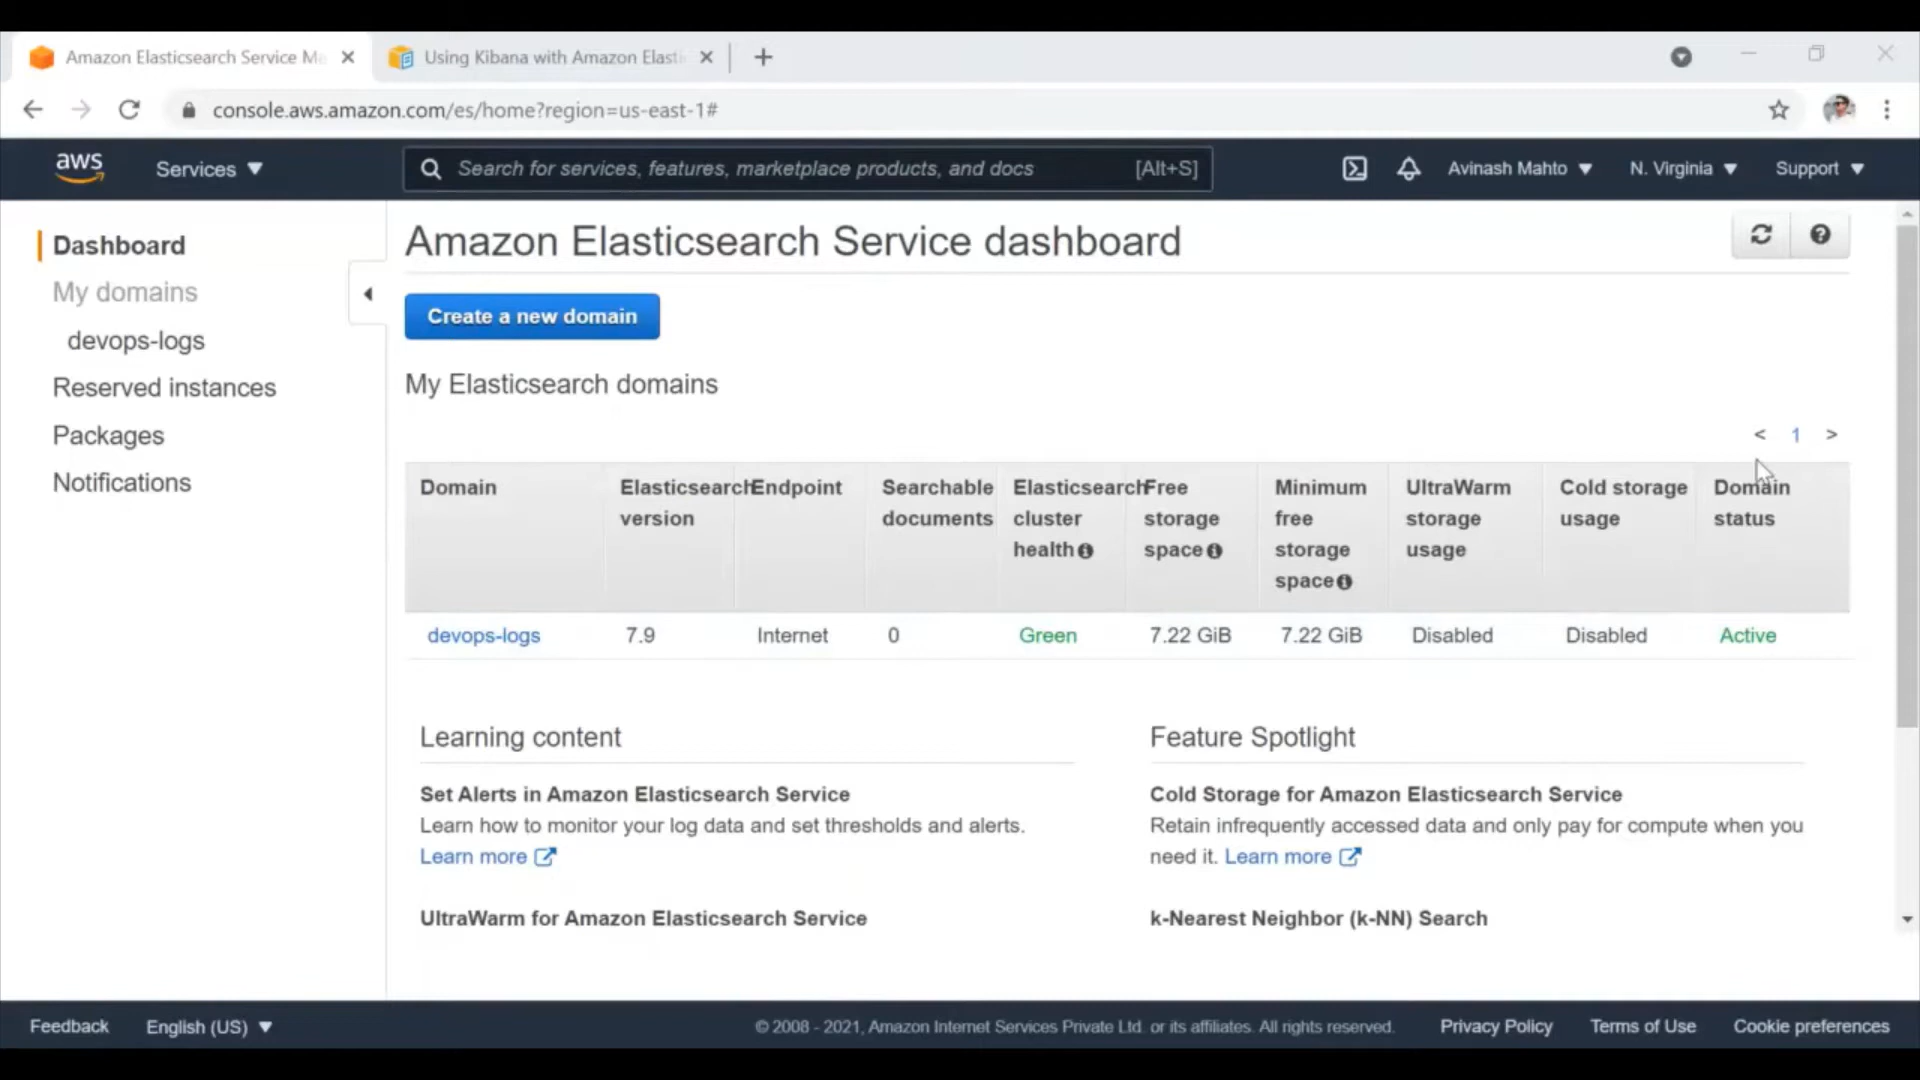 Amazon Elasticsearch Service Ma
Using Kibana with Amazon Elasti
console.aws.amazon.com/es/home?region=us-east-1#
aws
Services
Search for services, features, marketplace products, and docs [Alt+S]
Avinash Mahto
N. Virginia
Support
Dashboard
My domains
devops-logs
Reserved instances
Packages
Notifications
Amazon Elasticsearch Service dashboard
Create a new domain
My Elasticsearch domains
< 1 >
Domain
Elasticsearch
version
Endpoint
Searchable
documents
Elasticsearch
cluster
health
Free
storage
space
Minimum
free
storage
space
UltraWarm
storage
usage
Cold storage
usage
Domain
status
devops-logs 7.9 Internet 0 Green 7.22 GiB 7.22 GiB Disabled Disabled Active
Learning content
Set Alerts in Amazon Elasticsearch Service
Learn how to monitor your log data and set thresholds and alerts.
Learn more
UltraWarm for Amazon Elasticsearch Service
Feature Spotlight
Cold Storage for Amazon Elasticsearch Service
Retain infrequently accessed data and only pay for compute when you
need it. Learn more
k-Nearest Neighbor (k-NN) Search
Feedback
English (US)
© 2008 - 2021, Amazon Internet Services Private Ltd. or its affiliates. All rights reserved.
Privacy Policy
Terms of Use
Cookie preferences